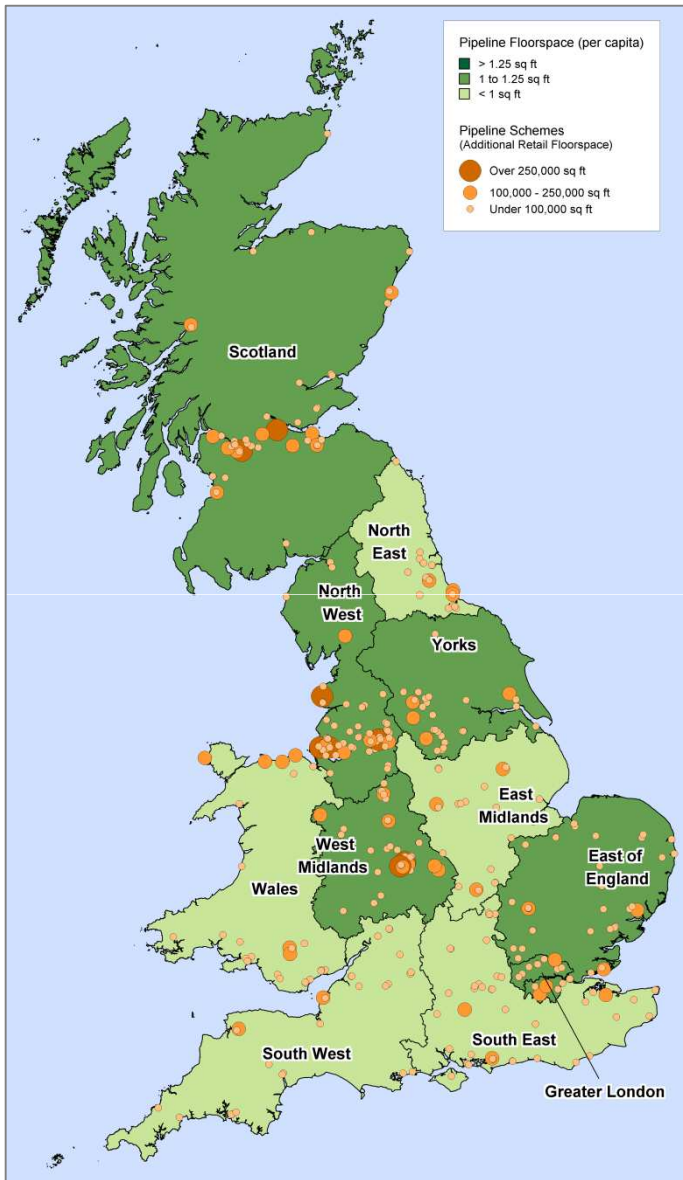 Pipeline Floorspace (per capita)
> 1.25 sq ft
1 to 1.25 sq ft
< 1 sq ft
Pipeline Schemes
(Additional Retail Floorspace)
Over 250,000 sq ft
100,000 - 250,000 sq ft
Under 100,000 sq ft
Scotland
North
East
North
West
Yorks
East
Midlands
West
Midlands
East of
England
Wales
South West
South East
Greater London